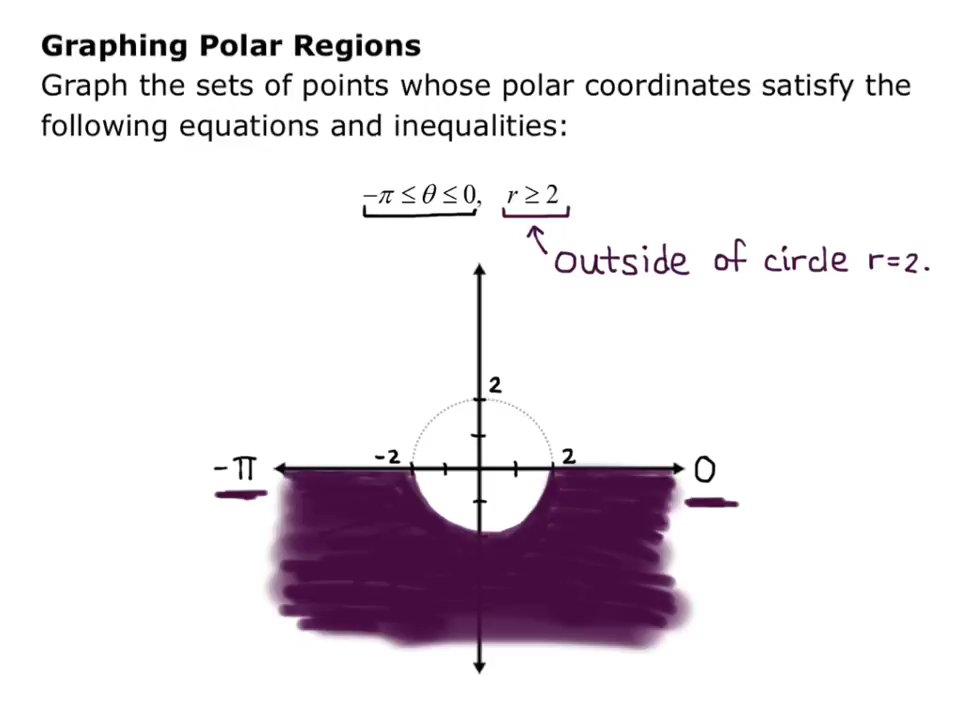 Graphing Polar Regions
Graph the sets of points whose polar coordinates satisfy the
following equations and inequalities:
−π ≤ θ ≤ 0, r ≥ 2
outside of circle r=2.
2
-2
2
-π
0